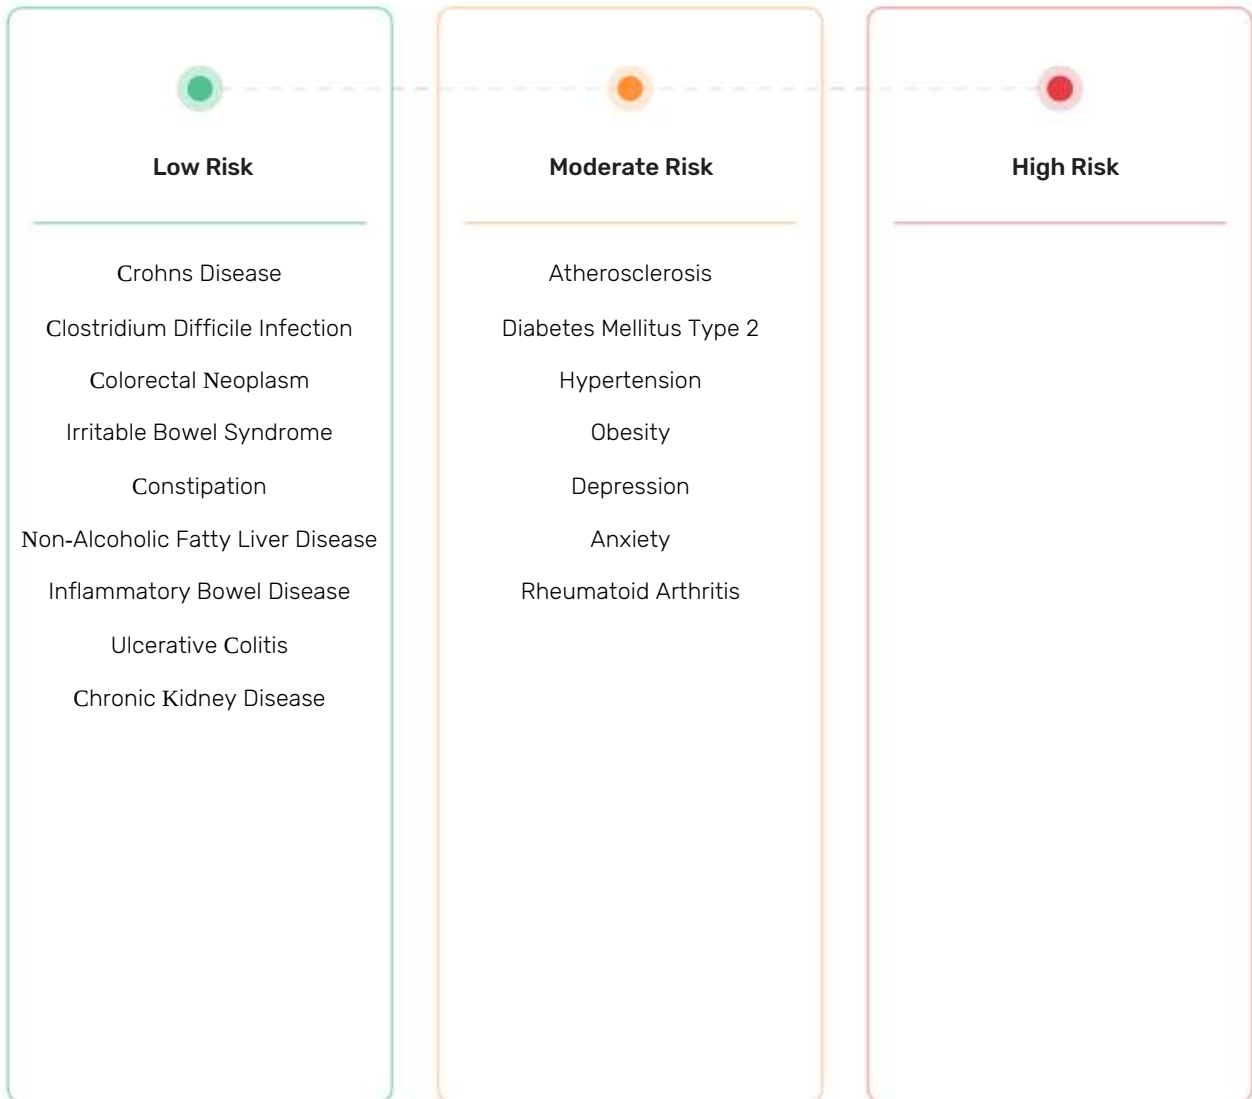 Low Risk
Crohns Disease
Clostridium Difficile Infection
Colorectal Neoplasm
Irritable Bowel Syndrome
Constipation
Non-Alcoholic Fatty Liver Disease
Inflammatory Bowel Disease
Ulcerative Colitis
Chronic Kidney Disease
Moderate Risk
Atherosclerosis
Diabetes Mellitus Type 2
Hypertension
Obesity
Depression
Anxiety
Rheumatoid Arthritis
High Risk